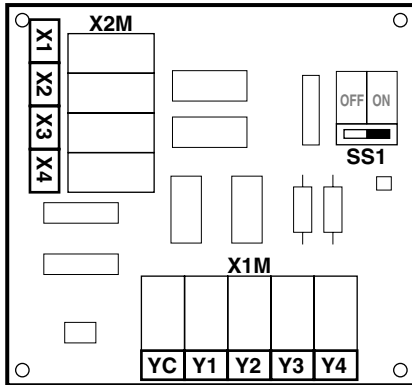 X2M
X1
X2
X3
X4
OFF ON
SS1
X1M
YC Y1 Y2 Y3 Y4